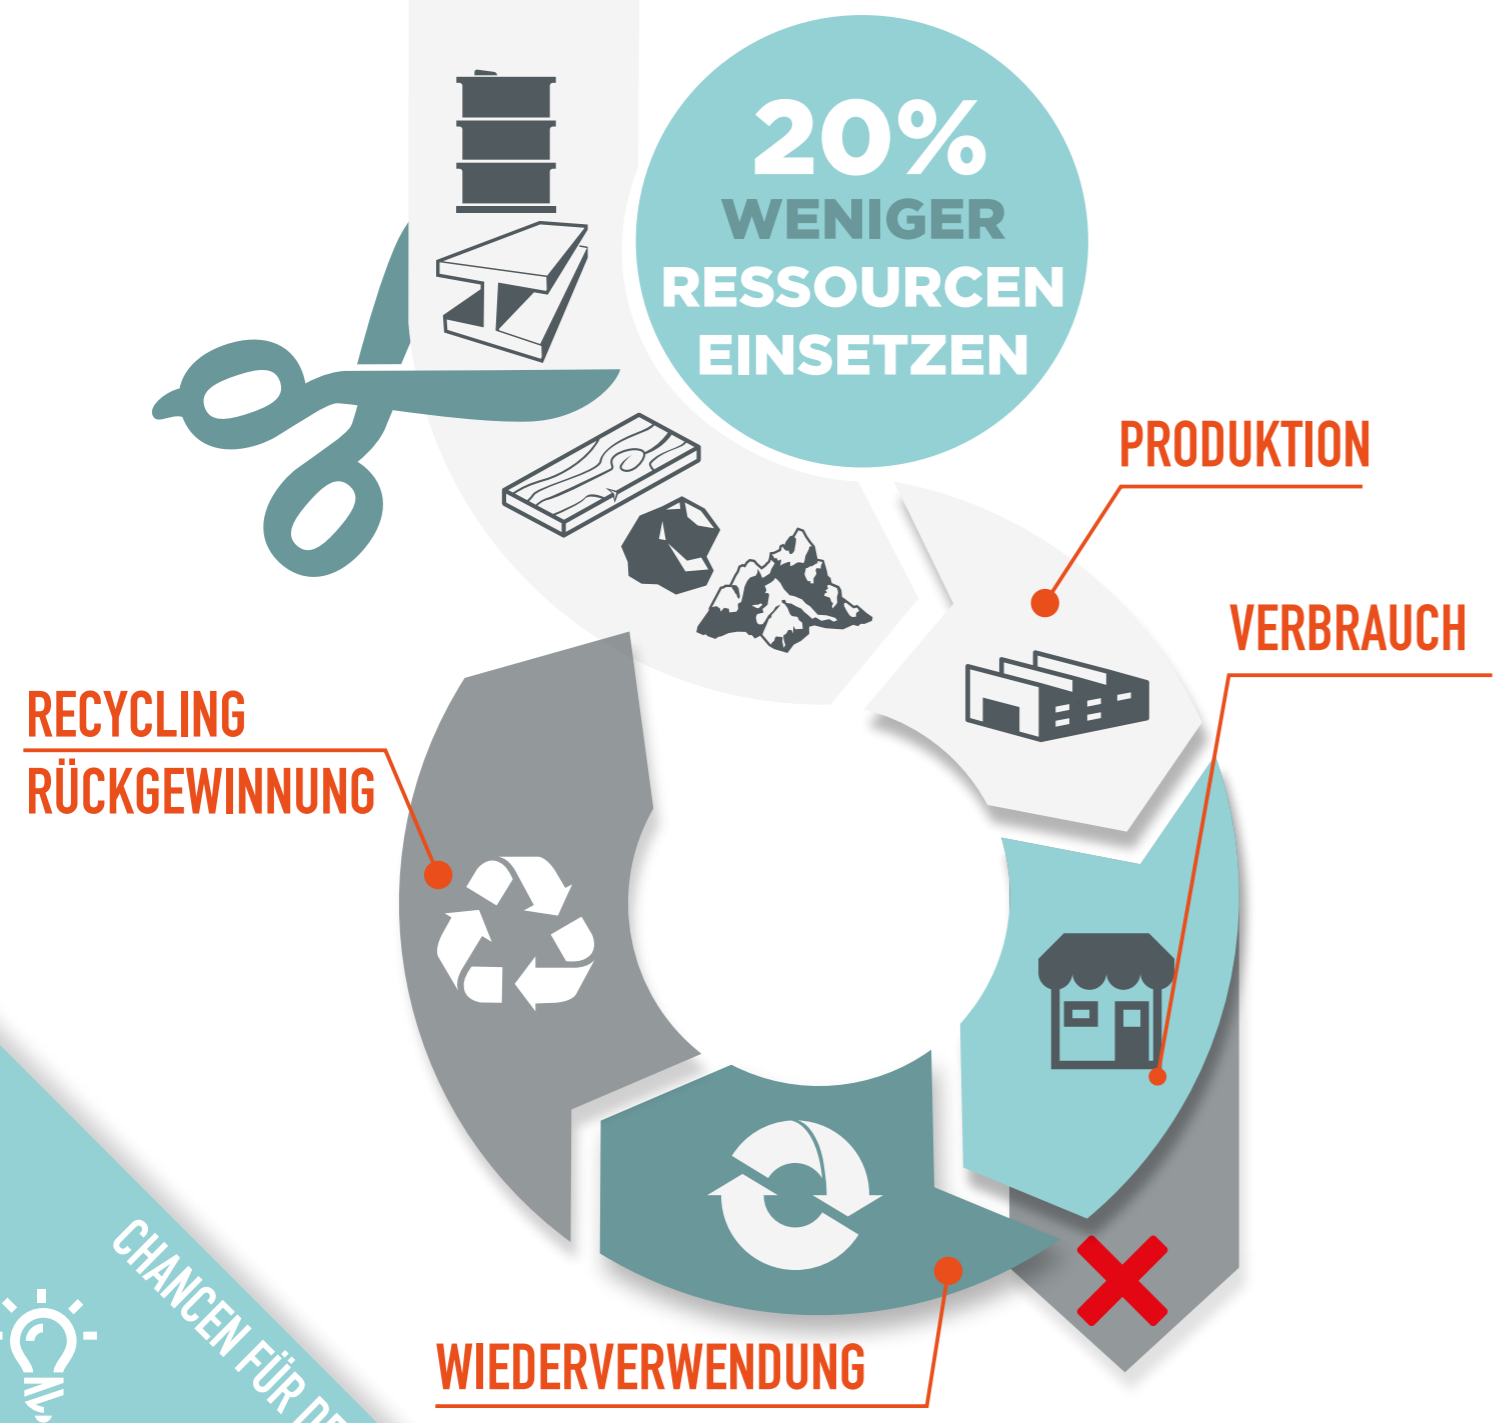 20%
WENIGER
RESSOURCEN
EINSETZEN
PRODUKTION
VERBRAUCH
RECYCLING
RÜCKGEWINNUNG
WIEDERVERWENDUNG
CHANCEN FÜR